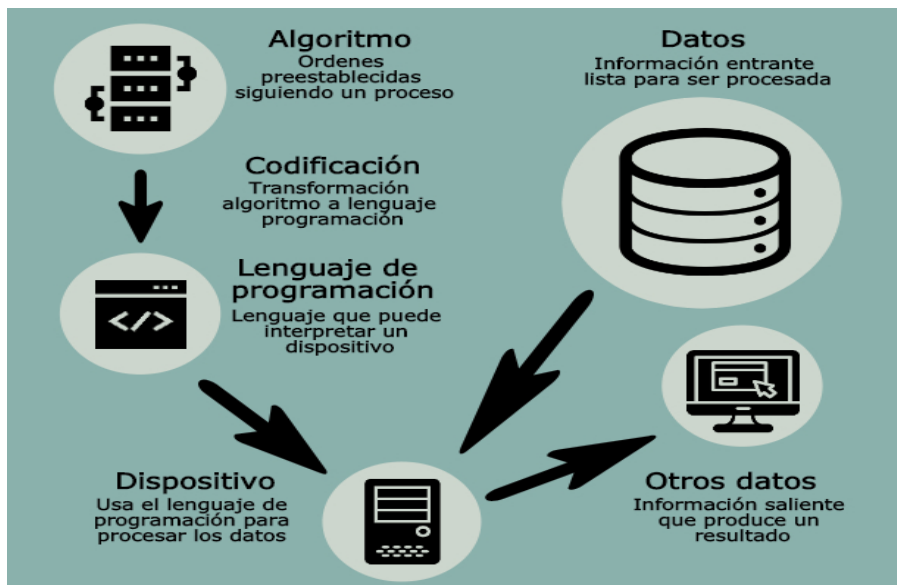 Algoritmo
Ordenes
preestablecidas
siguiendo un proceso
Datos
Información entrante
lista para ser procesada
Codificación
Transformación
algoritmo a lenguaje
programación
Lenguaje de
programación
Lenguaje que puede
interpretar un
dispositivo
</>
Dispositivo
Usa el lenguaje de
programación para
procesar los datos
Otros datos
Información saliente
que produce un
resultado